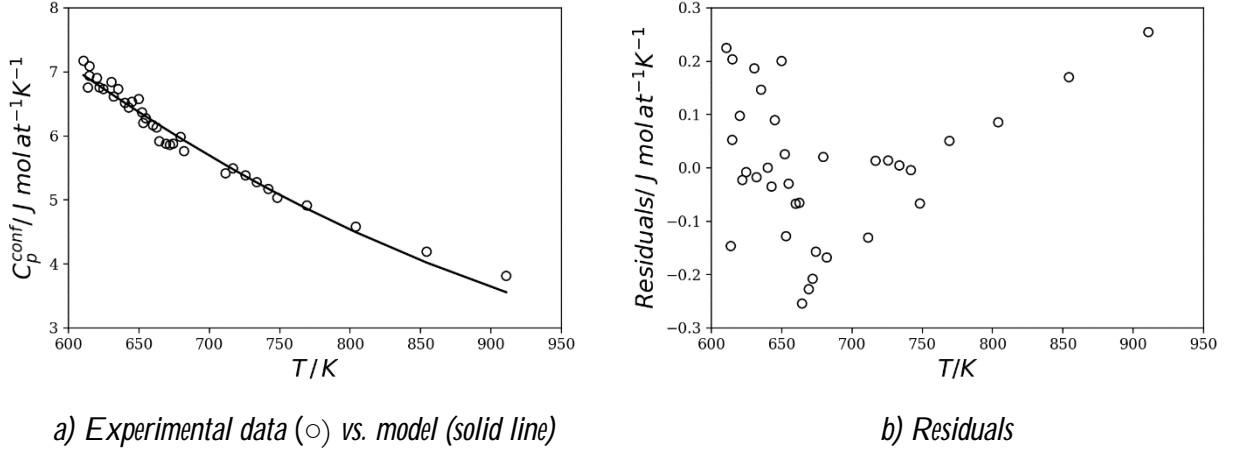 8
7
6
5
4
3
C_p^{conf}/ J mol at^{-1}K^{-1}
600 650 700 750 800 850 900 950
T/K
a) Experimental data (○) vs. model (solid line)
0.3
0.2
0.1
0.0
−0.1
−0.2
−0.3
Residuals/ J mol at^{-1}K^{-1}
600 650 700 750 800 850 900 950
T/K
b) Residuals